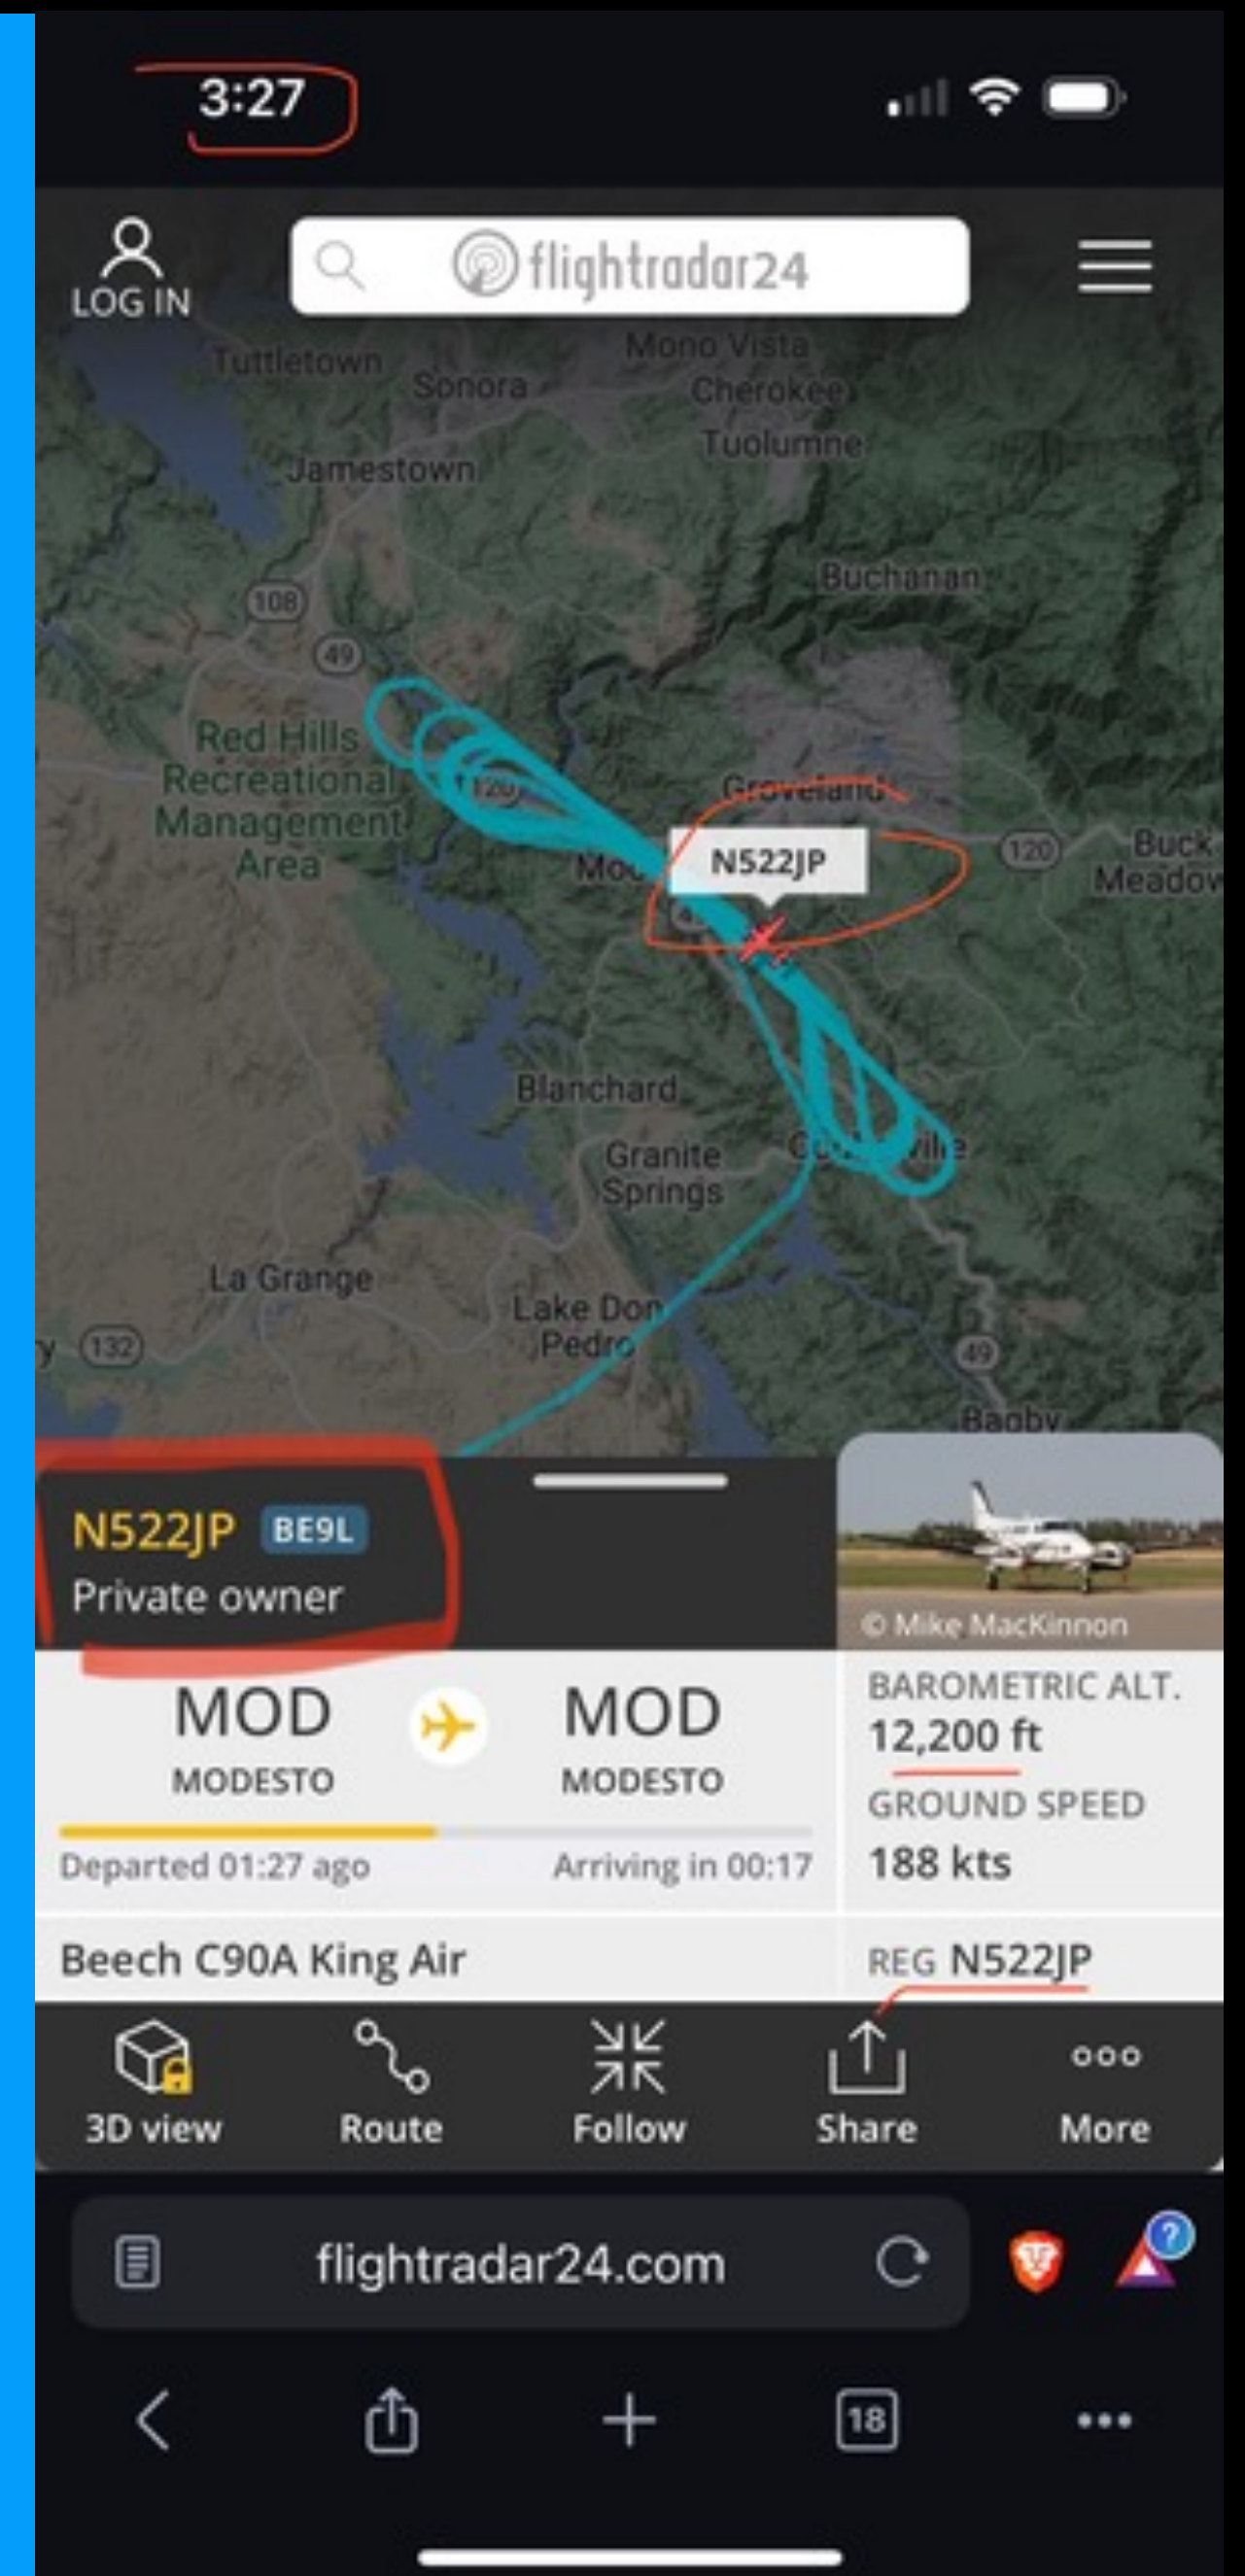 3:27
LOG IN
flightradar24
Mono Vista
Tuttletown
Sonora
Cherokee
Tuolumne
Jamestown
Buchanan
108
49
Red Hills
Recreational
Management
Area
120
Groveland
N522JP
120
Buck
Blanchard
Granite
Springs
La Grange
Lake Don
Pedro
132
49
Bagby
N522JP BE9L
Private owner
© Mike MacKinnon
MOD
MODESTO
MOD
MODESTO
Departed 01:27 ago
Arriving in 00:17
BAROMETRIC ALT.
12,200 ft
GROUND SPEED
188 kts
Beech C90A King Air
REG N522JP
3D view
Route
Follow
Share
More
flightradar24.com
?
18